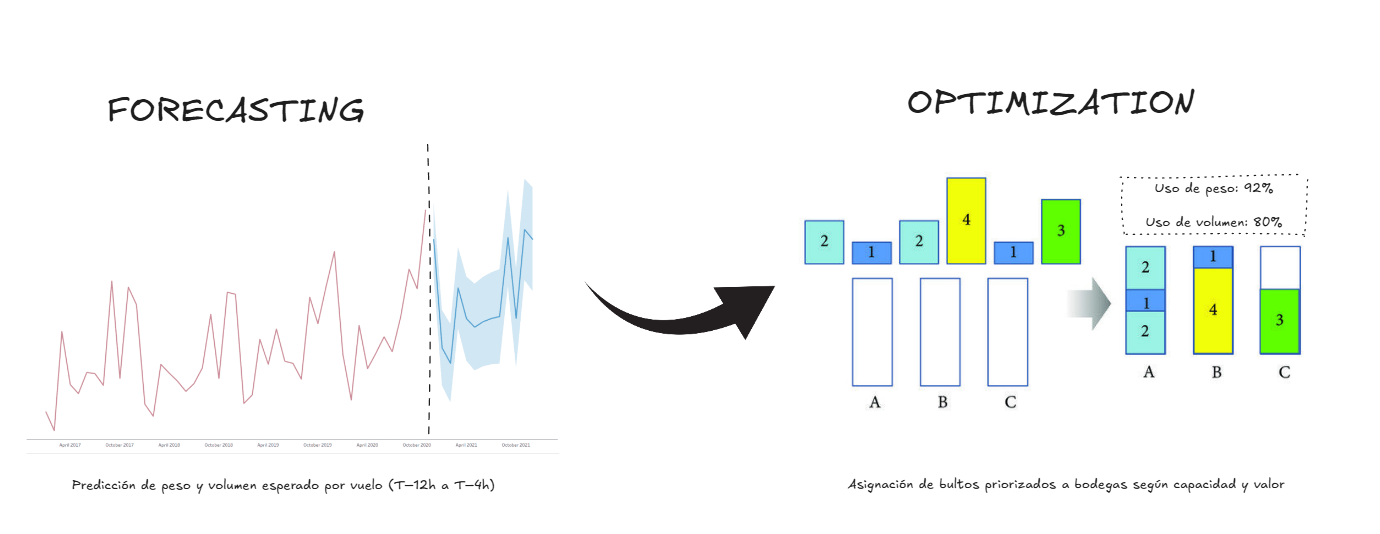 FORECASTING
April 2017 October 2017 April 2018 October 2018 April 2019 October 2019 April 2020 October 2020 April 2021 October 2021
Predicción de peso y volumen esperado por vuelo (T–12h a T–4h)
OPTIMIZATION
2 1 2 4 1 3
A B C
Uso de peso: 92%
Uso de volumen: 80%
2 1
1 4 3
2
A B C
Asignación de bultos priorizados a bodegas según capacidad y valor